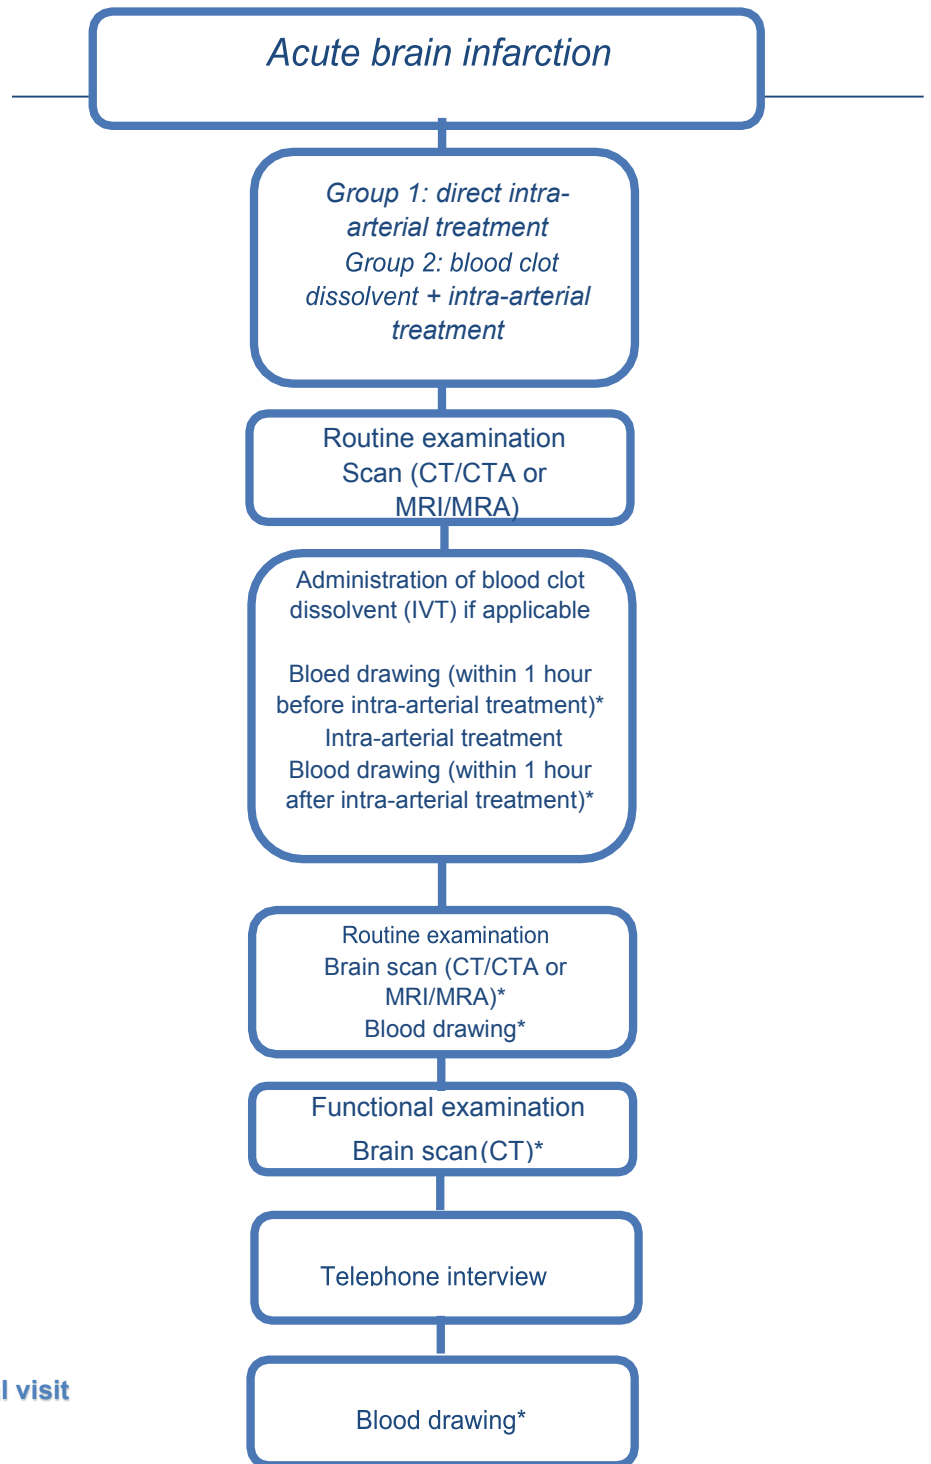 Acute brain infarction
Group 1: direct intra-
arterial treatment
Group 2: blood clot
dissolvent + intra-arterial
treatment
Routine examination
Scan (CT/CTA or
MRI/MRA)
Administration of blood clot
dissolvent (IVT) if applicable
Bloed drawing (within 1 hour
before intra-arterial treatment)*
Intra-arterial treatment
Blood drawing (within 1 hour
after intra-arterial treatment)*
Routine examination
Brain scan (CT/CTA or
MRI/MRA)*
Blood drawing*
Functional examination
Brain scan (CT)*
Telephone interview
l visit
Blood drawing*